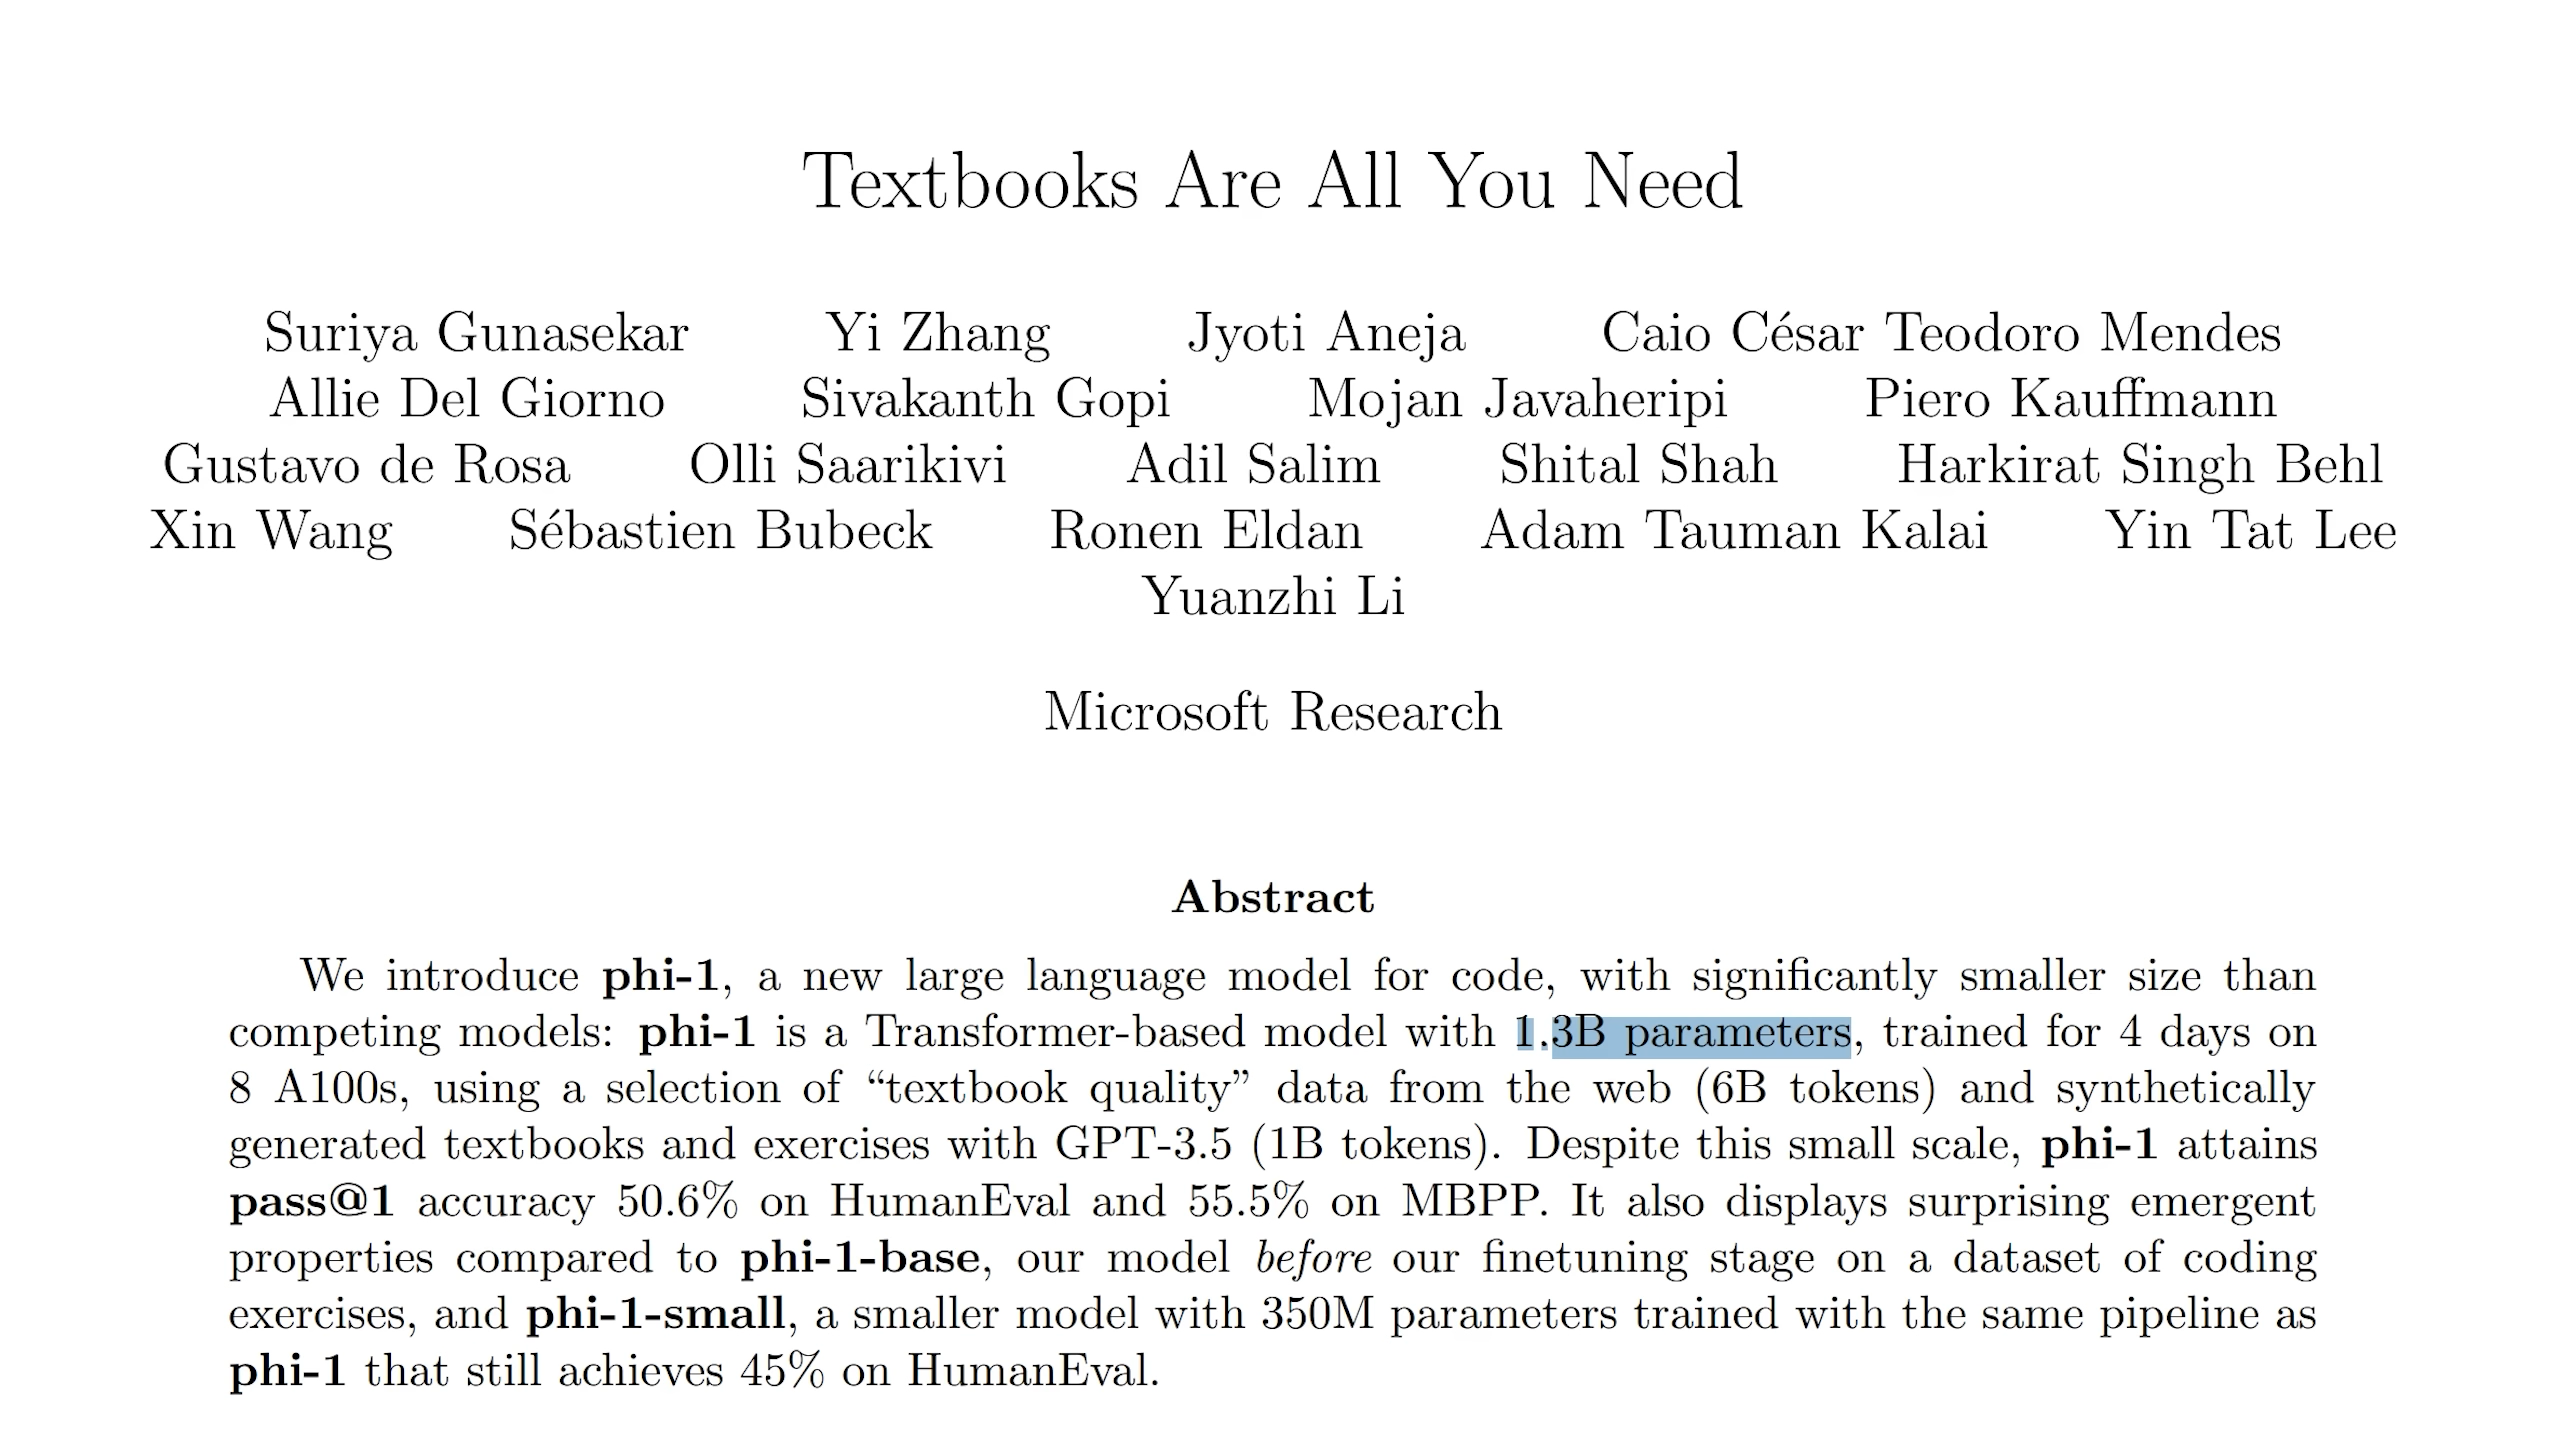 Textbooks Are All You Need
Suriya Gunasekar Yi Zhang Jyoti Aneja Caio César Teodoro Mendes
Allie Del Giorno Sivakanth Gopi Mojan Javaheripi Piero Kauffmann
Gustavo de Rosa Olli Saarikivi Adil Salim Shital Shah Harkirat Singh Behl
Xin Wang Sébastien Bubeck Ronen Eldan Adam Tauman Kalai Yin Tat Lee
Yuanzhi Li
Microsoft Research
Abstract
We introduce phi-1, a new large language model for code, with significantly smaller size than
competing models: phi-1 is a Transformer-based model with 1.3B parameters, trained for 4 days on
8 A100s, using a selection of “textbook quality” data from the web (6B tokens) and synthetically
generated textbooks and exercises with GPT-3.5 (1B tokens). Despite this small scale, phi-1 attains
pass@1 accuracy 50.6% on HumanEval and 55.5% on MBPP. It also displays surprising emergent
properties compared to phi-1-base, our model before our finetuning stage on a dataset of coding
exercises, and phi-1-small, a smaller model with 350M parameters trained with the same pipeline as
phi-1 that still achieves 45% on HumanEval.